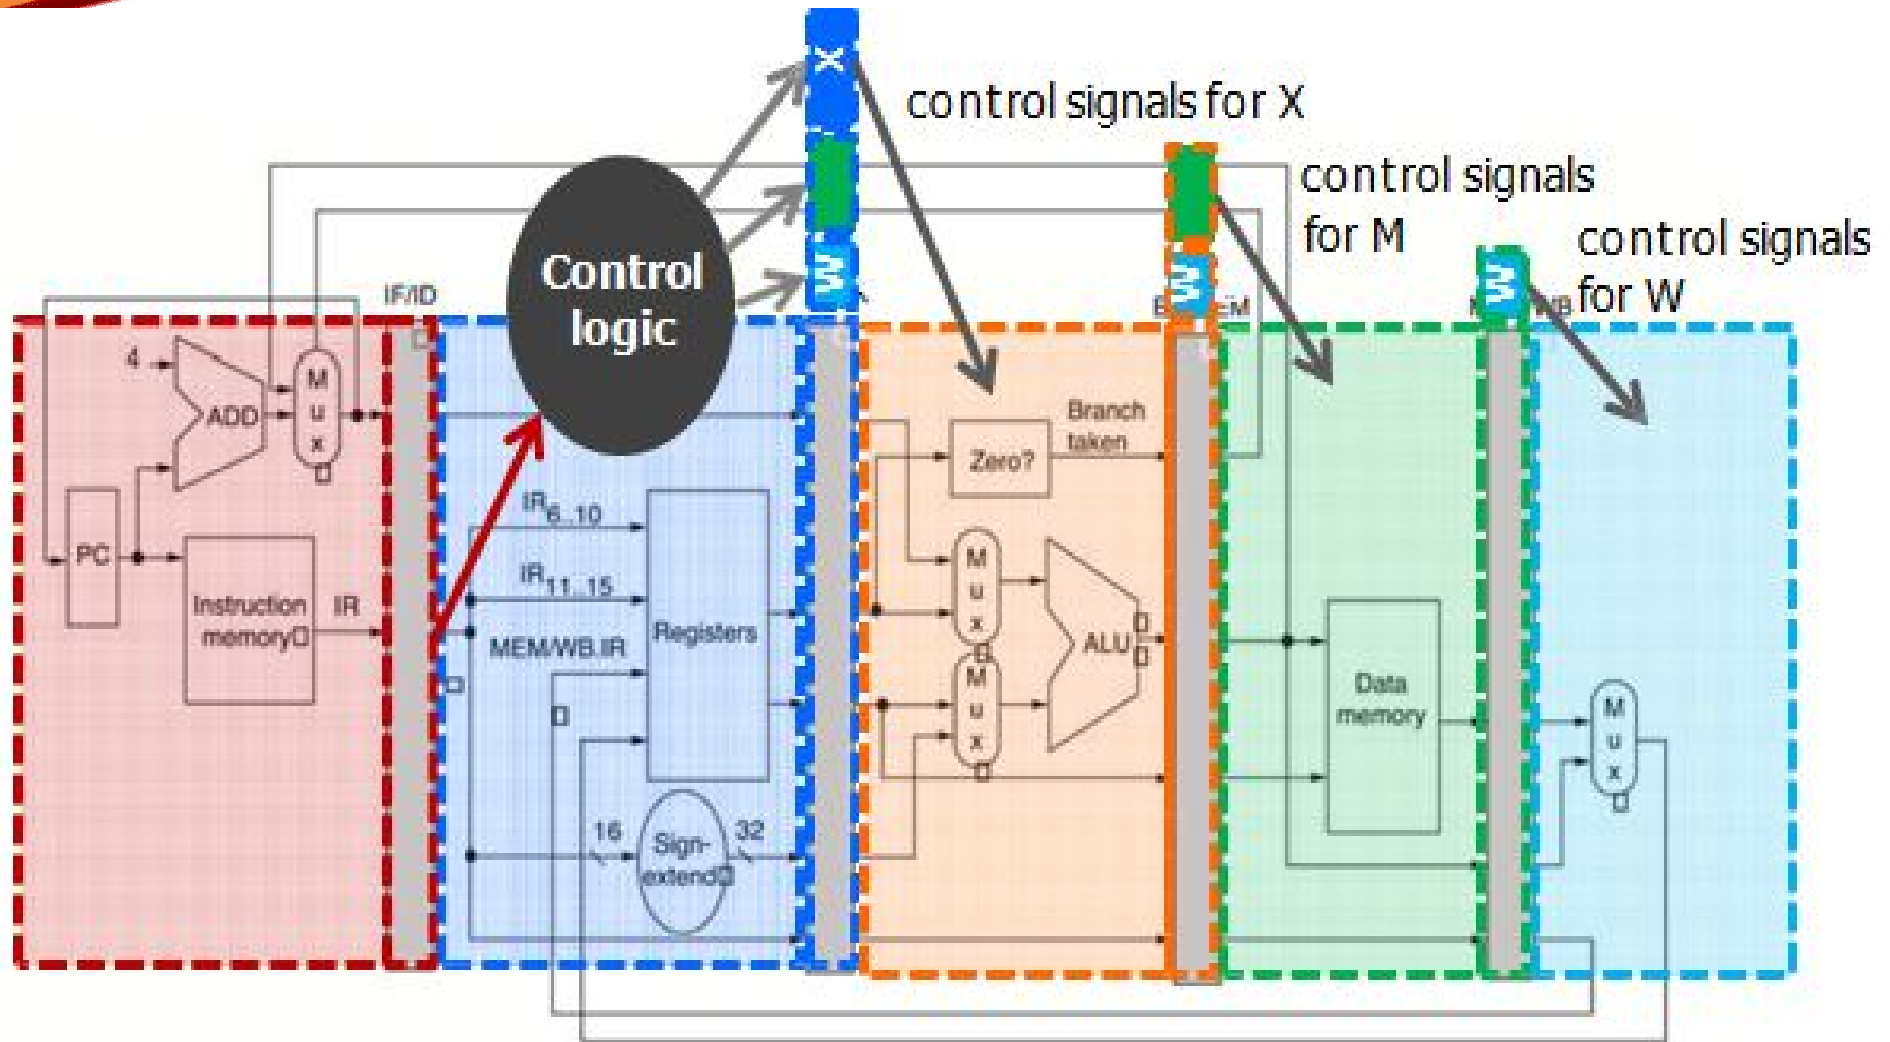 X
control signals for X
control signals
for M
control signals
for W
Control
logic
W
W
W
IF/ID
4
ADD
M
u
x
Branch
taken
Zero?
IR6..10
PC
IR11..15
Instruction
memory
IR
MEM/WB.IR
Registers
M
u
x
ALU
M
u
x
Data
memory
M
u
x
16
32
Sign-
extend